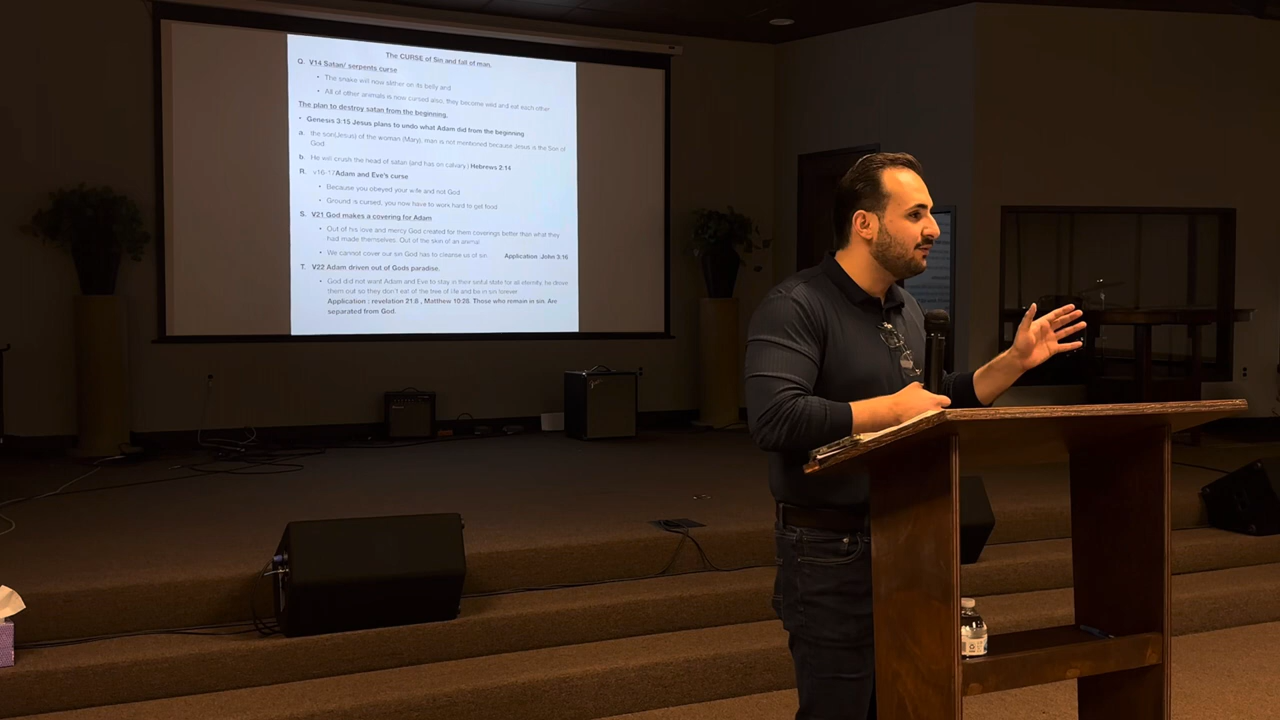 The CURSE of Sin and fall of man.
Q. V14 Satan/ serpents curse
• The snake will now slither on its belly and
• All of other animals is now cursed also, they become wild and eat each other
The plan to destroy satan from the beginning.
• Genesis 3:15 Jesus plans to undo what Adam did from the beginning
a. the son(Jesus) of the woman (Mary), man is not mentioned because Jesus is the Son of
God
b. He will crush the head of satan (and has on calvary) Hebrews 2:14
R. v16-17Adam and Eve's curse
• Because you obeyed your wife and not God
• Ground is cursed, you now have to work hard to get food
S. V21 God makes a covering for Adam
• Out of his love and mercy God created for them coverings better than what they
had made themselves. Out of the skin of an animal.
• We cannot cover our sin God has to cleanse us of sin. Application John 3:16
T. V22 Adam driven out of Gods paradise.
• God did not want Adam and Eve to stay in their sinful state for all eternity, he drove
them out so they don't eat of the tree of life and be in sin forever
Application : revelation 21:8 , Matthew 10:28. Those who remain in sin. Are
separated from God.